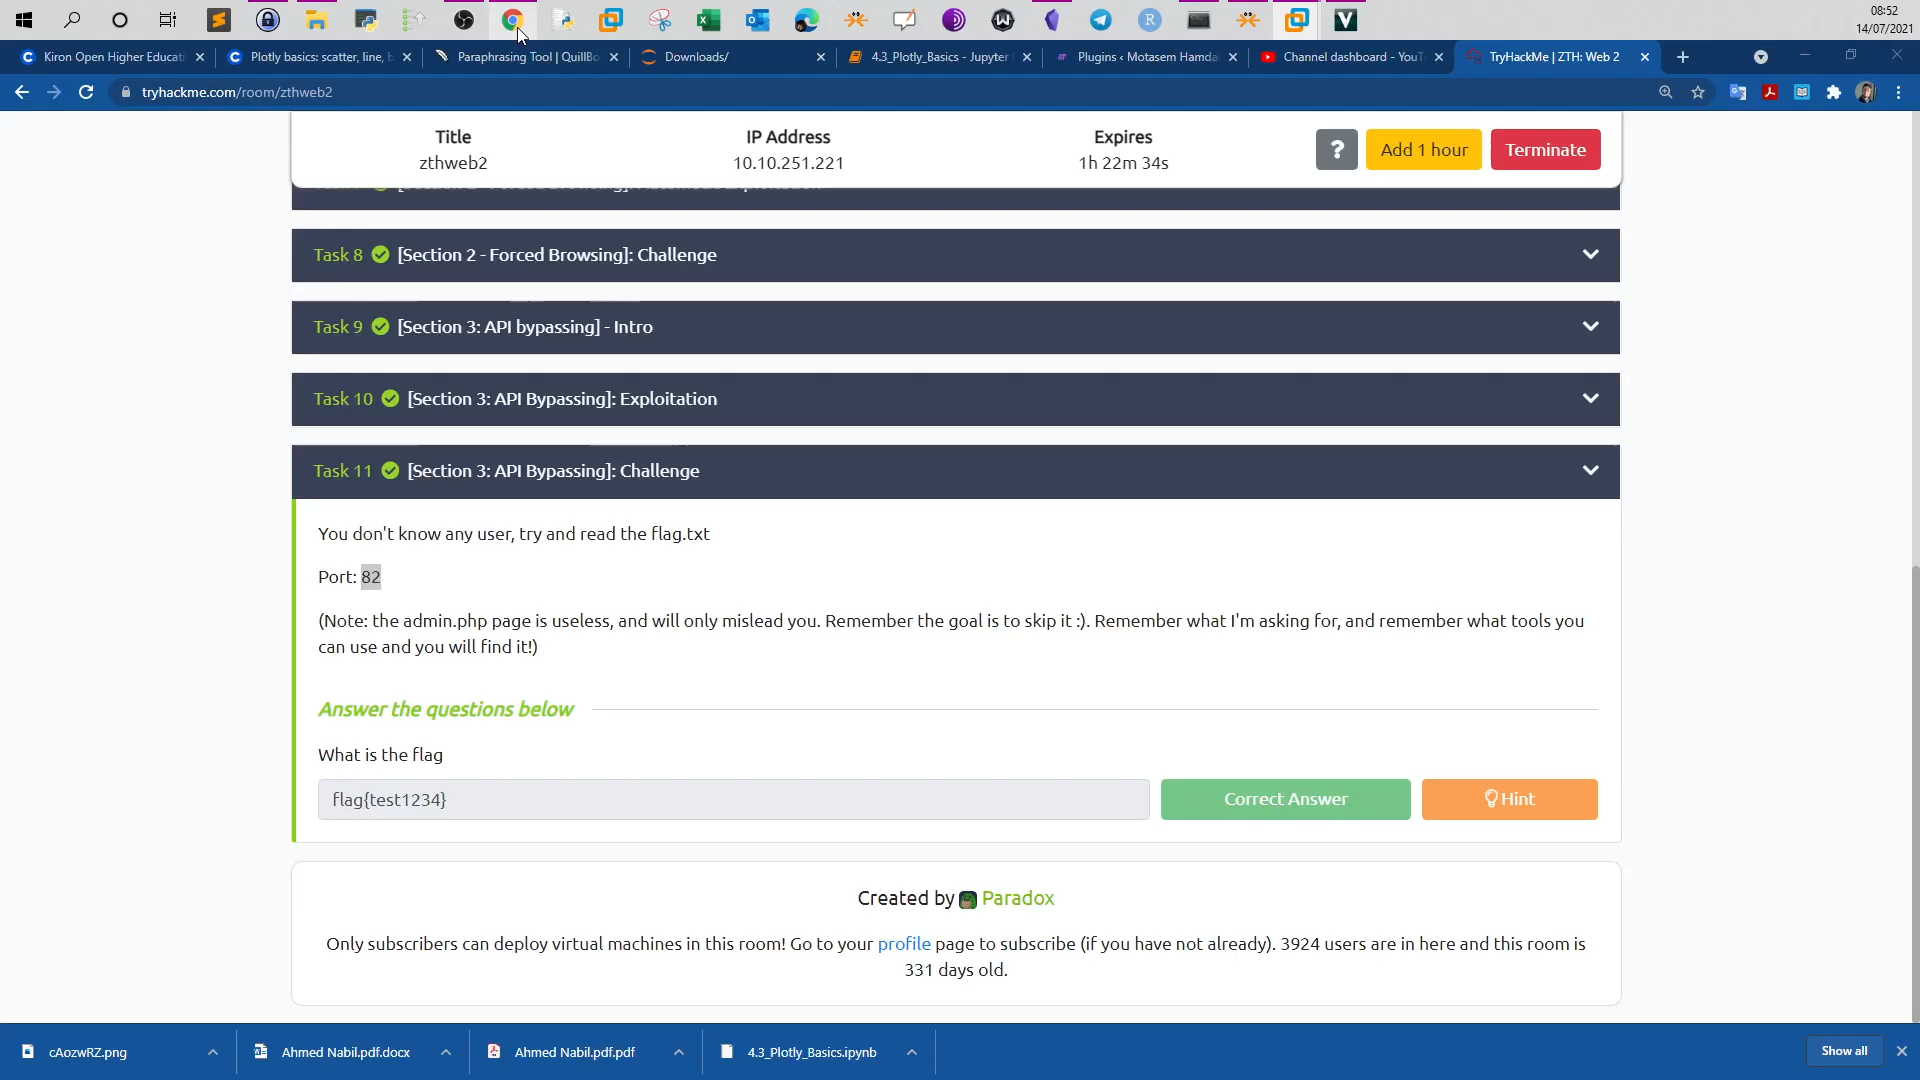 08:52
14/07/2021
Kiron Open Higher Educati
Plotly basics: scatter, line, b
Paraphrasing Tool | QuillBo
Downloads/
4.3_Plotly_Basics - Jupyter
Plugins ‹ Motasem Hamda
Channel dashboard - YouT
TryHackMe | ZTH: Web 2
tryhackme.com/room/zthweb2
Title
IP Address
Expires
zthweb2
10.10.251.221
1h 22m 34s
?
Add 1 hour
Terminate
Task 8 [Section 2 - Forced Browsing]: Challenge
Task 9 [Section 3: API bypassing] - Intro
Task 10 [Section 3: API Bypassing]: Exploitation
Task 11 [Section 3: API Bypassing]: Challenge
You don't know any user, try and read the flag.txt
Port: 82
(Note: the admin.php page is useless, and will only mislead you. Remember the goal is to skip it :). Remember what I'm asking for, and remember what tools you
can use and you will find it!)
Answer the questions below
What is the flag
flag{test1234}
Correct Answer
Hint
Created by Paradox
Only subscribers can deploy virtual machines in this room! Go to your profile page to subscribe (if you have not already). 3924 users are in here and this room is
331 days old.
cAozwRZ.png
Ahmed Nabil.pdf.docx
Ahmed Nabil.pdf.pdf
4.3_Plotly_Basics.ipynb
Show all